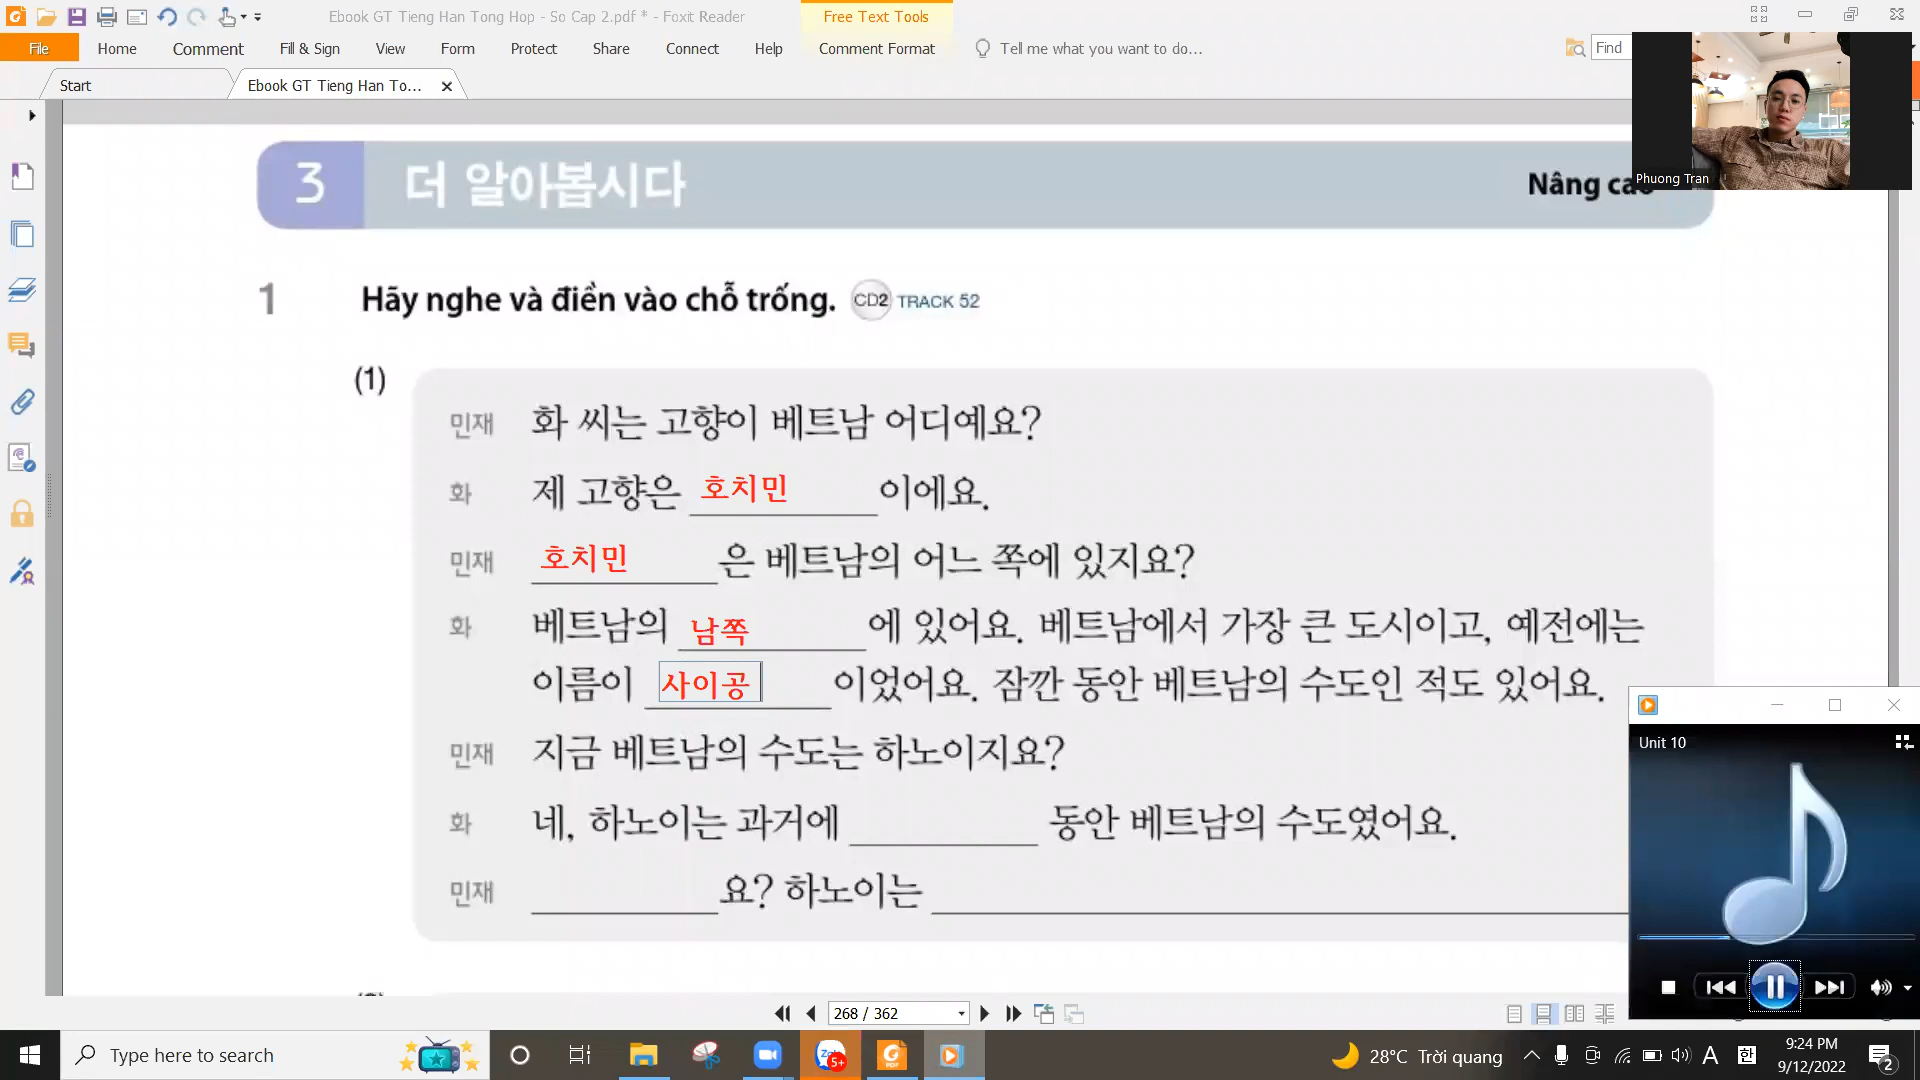 Ebook GT Tieng Han Tong Hop - So Cap 2.pdf * - Foxit Reader
Free Text Tools
File Home Comment Fill & Sign View Form Protect Share Connect Help Comment Format Tell me what you want to do... Find
Start Ebook GT Tieng Han To...
Phuong Tran
3 더 알아봅시다
1 Hãy nghe và điền vào chỗ trống. CD2 TRACK 52
(1)
민재 화 씨는 고향이 베트남 어디예요?
화 제 고향은 호치민 이에요.
민재 호치민 은 베트남의 어느 쪽에 있지요?
화 베트남의 남쪽 에 있어요. 베트남에서 가장 큰 도시이고, 예전에는
이름이 사이공 이었어요. 잠깐 동안 베트남의 수도인 적도 있어요.
민재 지금 베트남의 수도는 하노이지요?
화 네, 하노이는 과거에 동안 베트남의 수도였어요.
민재 요? 하노이는
Unit 10
268 / 362
Type here to search
5+
28°C Trời quang
A 한
9:24 PM
9/12/2022
2